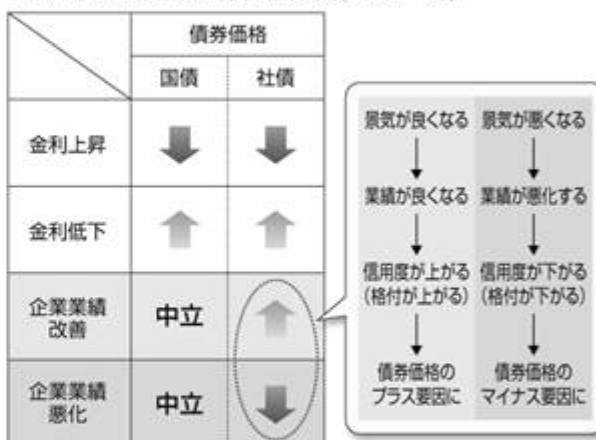 債券価格
国債
社債
金利上昇
金利低下
企業業績
改善
中立
企業業績
悪化
中立
景気が良くなる
業績が良くなる
信用度が上がる
(格付が上がる)
債券価格の
プラス要因に
景気が悪くなる
業績が悪化する
信用度が下がる
(格付が下がる)
債券価格の
マイナス要因に